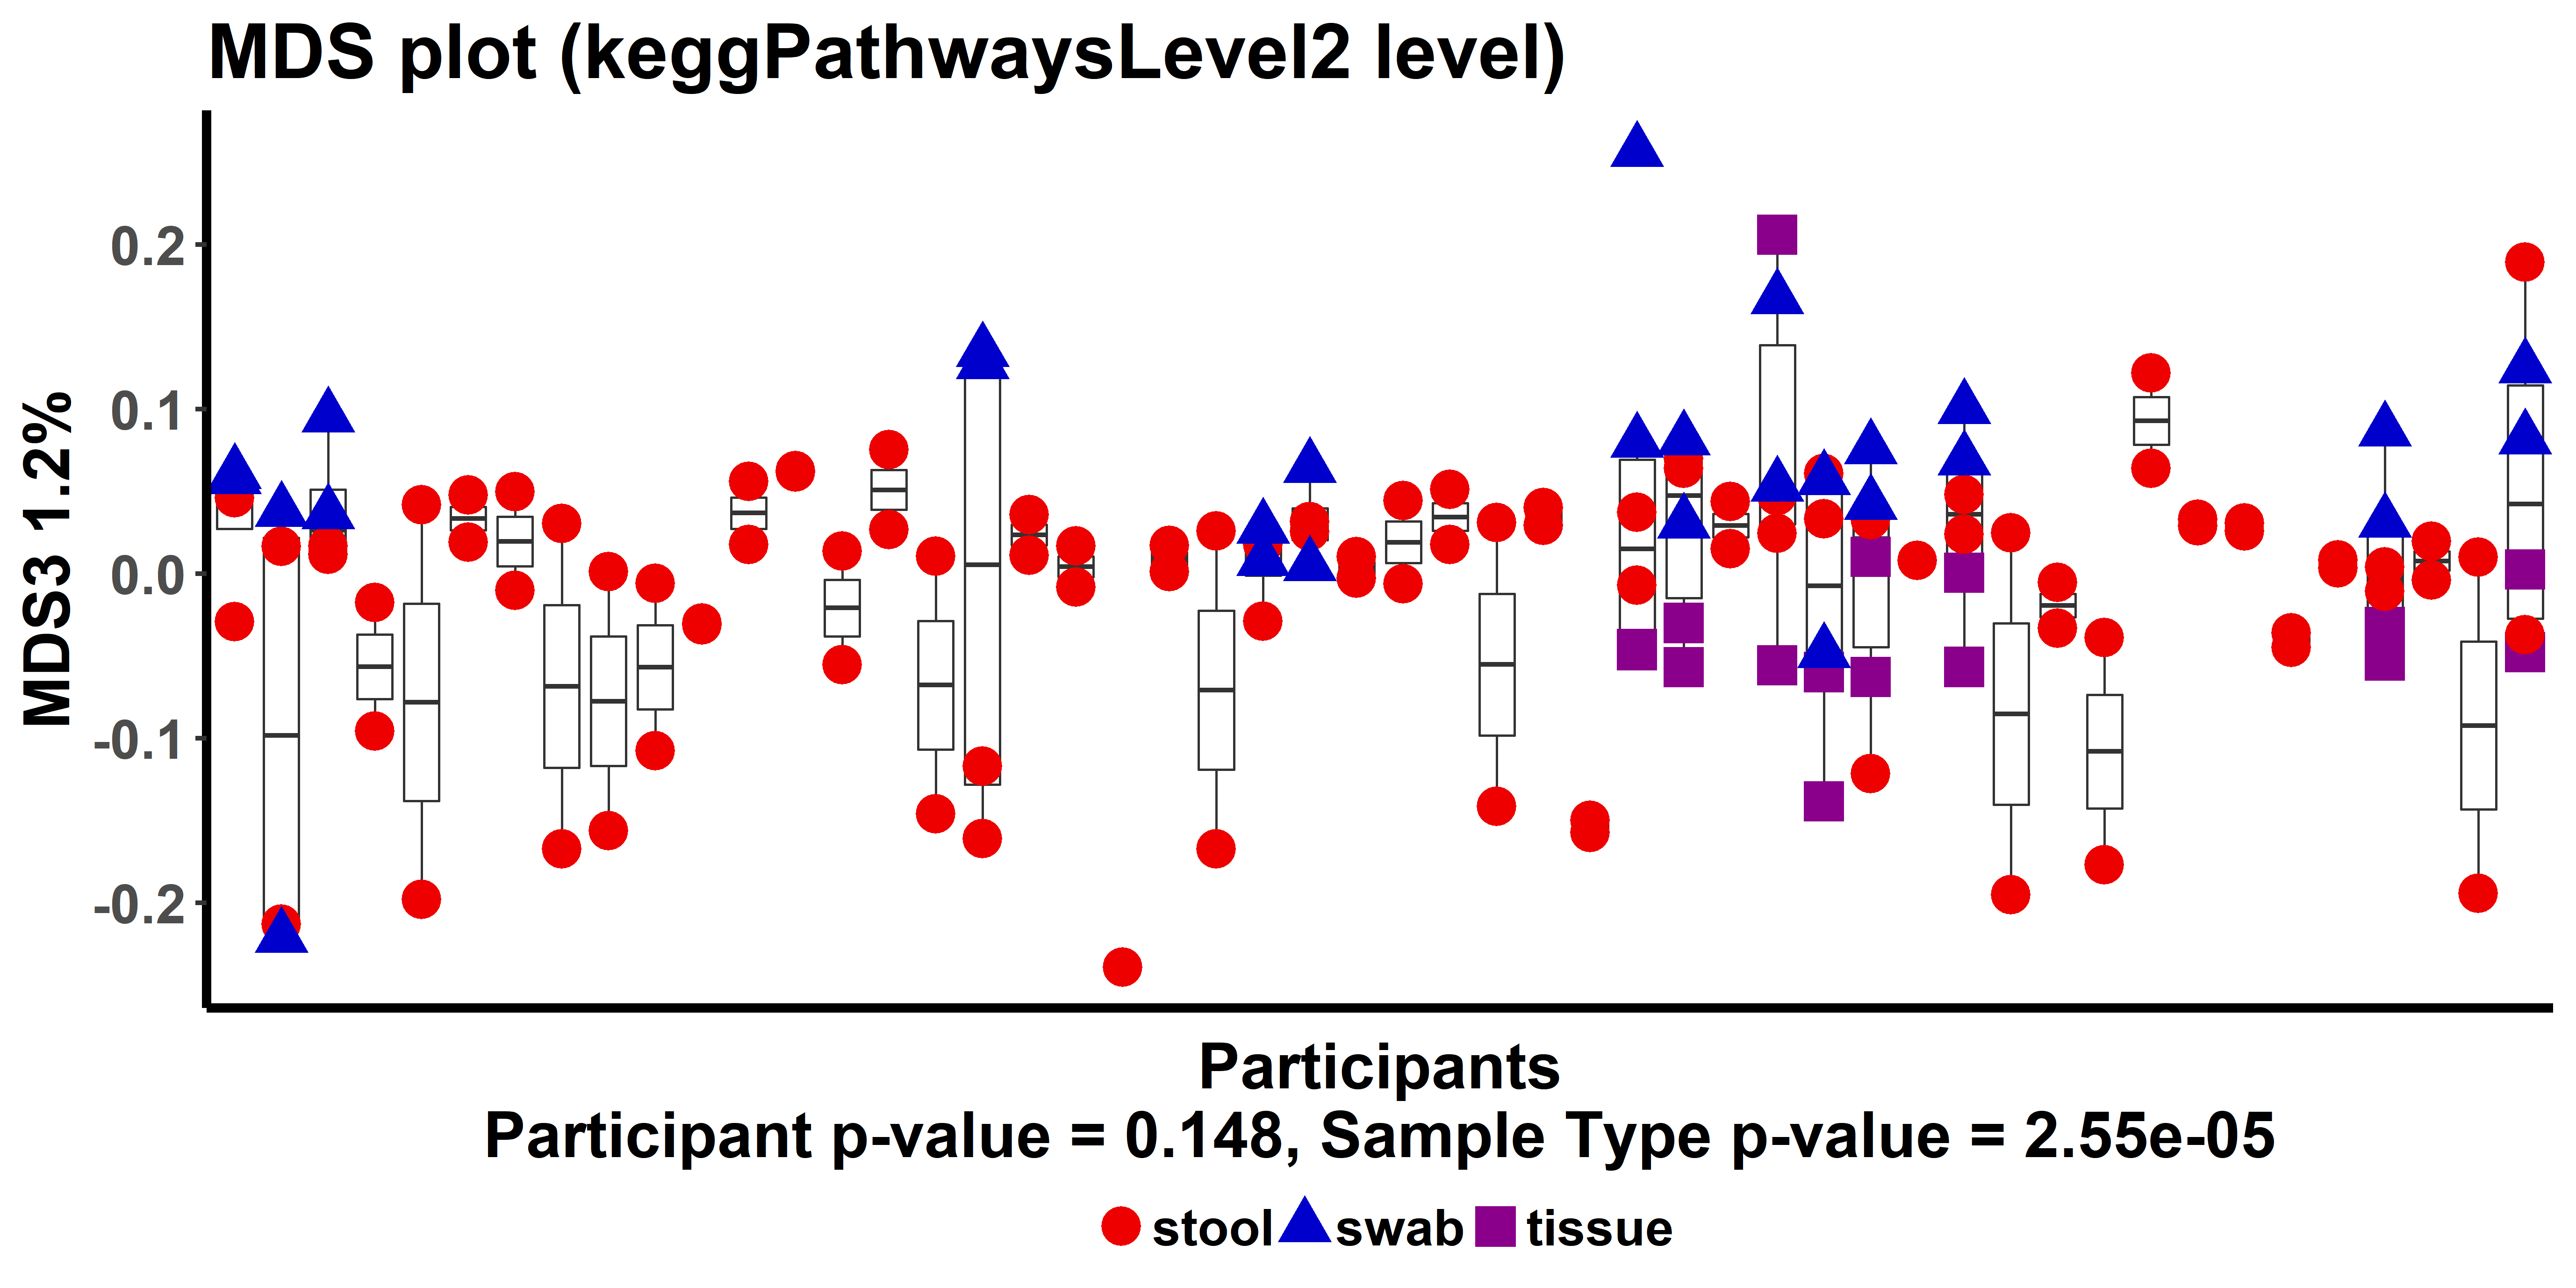 MDS plot (keggPathwaysLevel2 level)
MDS3 1.2%
0.2
0.1
0.0
-0.1
-0.2
Participants
Participant p-value = 0.148, Sample Type p-value = 2.55e-05
stool swab tissue